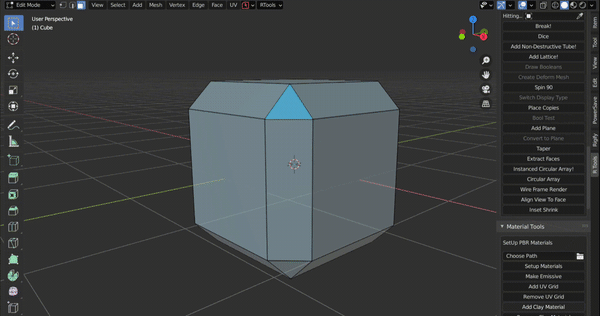 Edit Mode
Select Add Mesh Vertex Edge Face UV RTools
User Perspective
(1) Cube
Hitting...
Break!
Dice
Add Non-Destructive Tube!
Add Lattice!
Draw Booleans
Create Deform Mesh
Spin 90
Switch Display Type
Place Copies
Bool Tool
Add Plane
Convert to Plane
Taper
Extract Faces
Instanced Circular Array!
Circular Array
Wire Frame Render
Align View To Face
Inset Shrink
Material Tools
SetUp PBR Materials
Choose Path
Setup Materials
Make Emissive
Add UV Grid
Remove UV Grid
Add Clay Material
Item
Tool
View
Edit
PowerSave
Rigify
R Tools